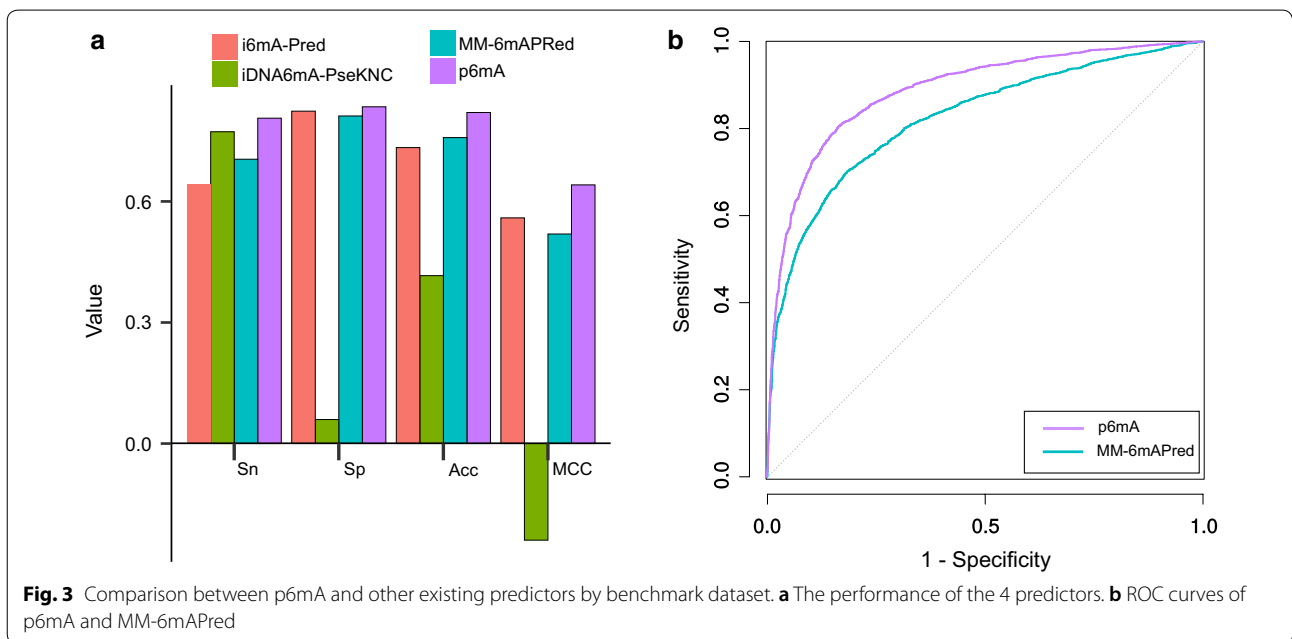 a
i6mA-Pred
MM-6mAPRed
iDNA6mA-PseKNC
p6mA
Value
0.6
0.3
0.0
Sn
Sp
Acc
MCC
b
Sensitivity
1.0
0.8
0.6
0.4
0.2
0.0
p6mA
MM-6mAPred
0.0
0.5
1.0
1 - Specificity
Fig. 3 Comparison between p6mA and other existing predictors by benchmark dataset. a The performance of the 4 predictors. b ROC curves of
p6mA and MM-6mAPred